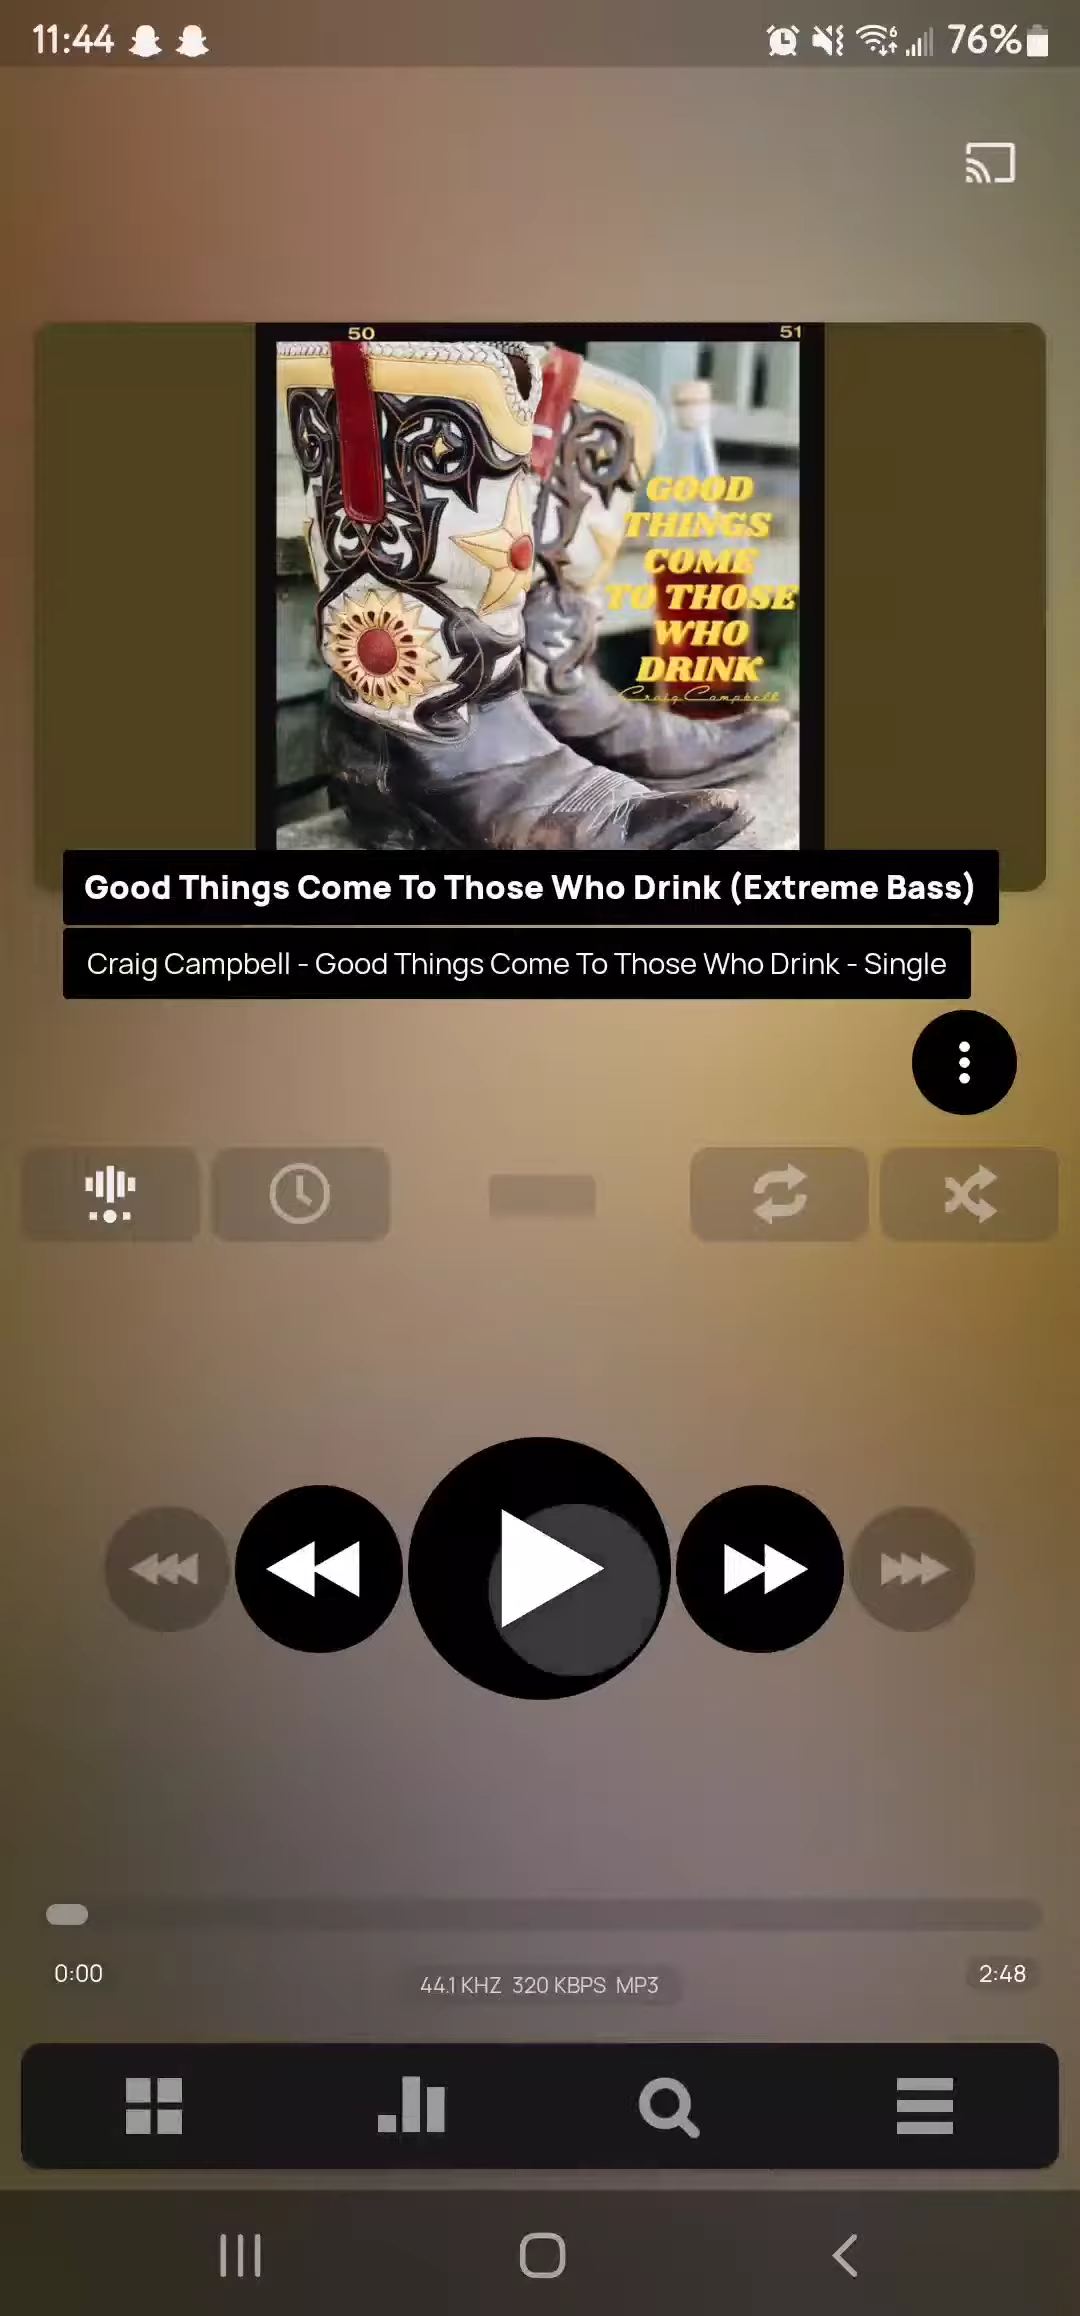 11:44
76%
50
51
GOOD
THINGS
COME
TO THOSE
WHO
DRINK
Craig Campbell
Good Things Come To Those Who Drink (Extreme Bass)
Craig Campbell - Good Things Come To Those Who Drink - Single
0:00
44.1 KHZ 320 KBPS MP3
2:48